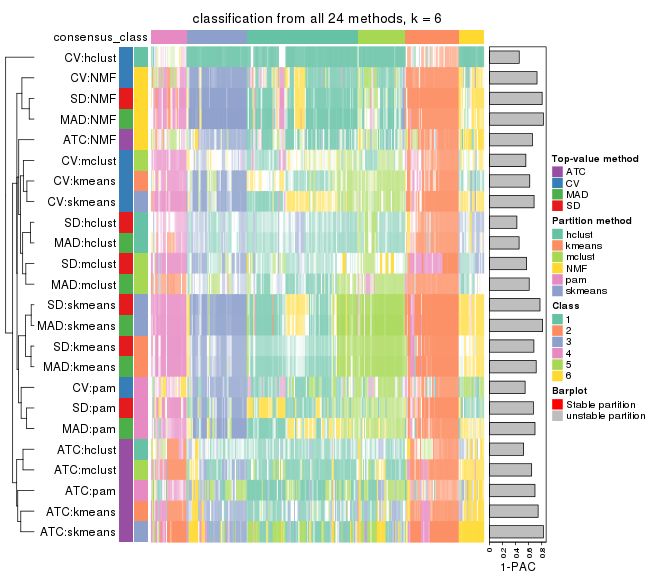 classification from all 24 methods, k = 6
consensus_class
CV:hclust
CV:NMF
SD:NMF
MAD:NMF
ATC:NMF
CV:mclust
CV:kmeans
CV:skmeans
SD:hclust
MAD:hclust
SD:mclust
MAD:mclust
SD:skmeans
MAD:skmeans
SD:kmeans
MAD:kmeans
CV:pam
SD:pam
MAD:pam
ATC:hclust
ATC:mclust
ATC:pam
ATC:kmeans
ATC:skmeans
0
0.2
0.4
0.6
0.8
1-PAC
Top-value method
ATC
CV
MAD
SD
Partition method
hclust
kmeans
mclust
NMF
pam
skmeans
Class
1
2
3
4
5
6
Barplot
Stable partition
unstable partition